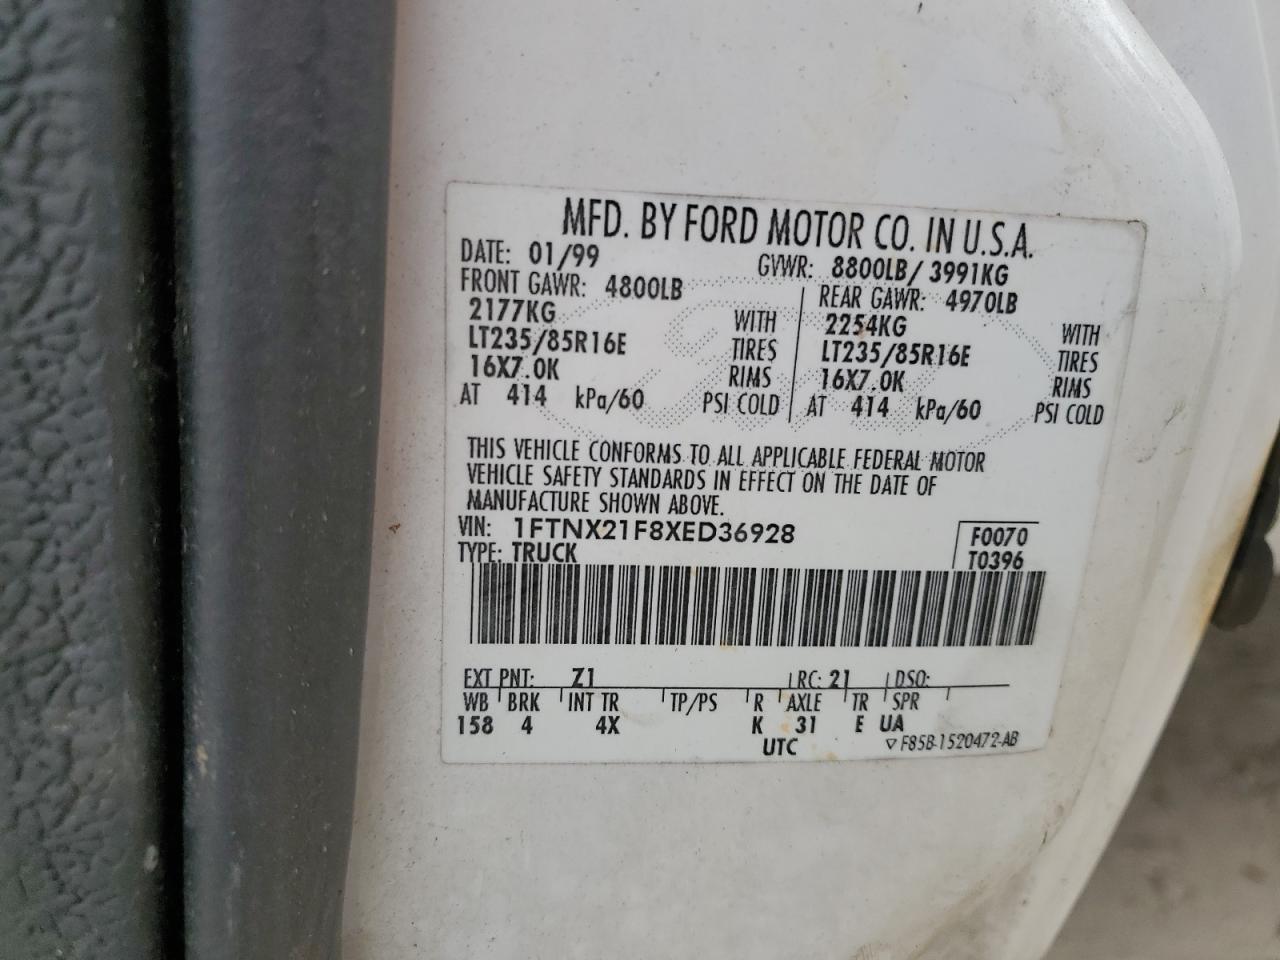 MFD. BY FORD MOTOR CO. IN U.S.A.
DATE: 01/99 GVWR: 8800LB/ 3991KG
FRONT GAWR: 4800LB REAR GAWR: 4970LB
2177KG WITH 2254KG WITH
LT235/85R16E TIRES LT235/85R16E TIRES
16X7.0K RIMS 16X7.0K RIMS
AT 414 kPa/60 PSI COLD AT 414 kPa/60 PSI COLD
THIS VEHICLE CONFORMS TO ALL APPLICABLE FEDERAL MOTOR
VEHICLE SAFETY STANDARDS IN EFFECT ON THE DATE OF
MANUFACTURE SHOWN ABOVE.
VIN: 1FTNX21F8XED36928 F0070
TYPE: TRUCK T0396
EXT PNT: Z1 RC: 21 DSO:
WB BRK INT TR TP/PS R AXLE TR SPR
158 4 4X K 31 E UA
UTC ▽ F85B-1520472-AB